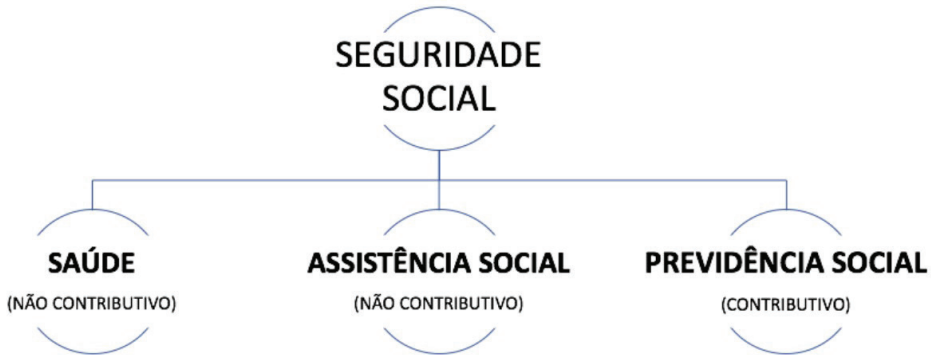 SEGURIDADE
SOCIAL
SAÚDE
(NÃO CONTRIBUTIVO)
ASSISTÊNCIA SOCIAL
(NÃO CONTRIBUTIVO)
PREVIDÊNCIA SOCIAL
(CONTRIBUTIVO)